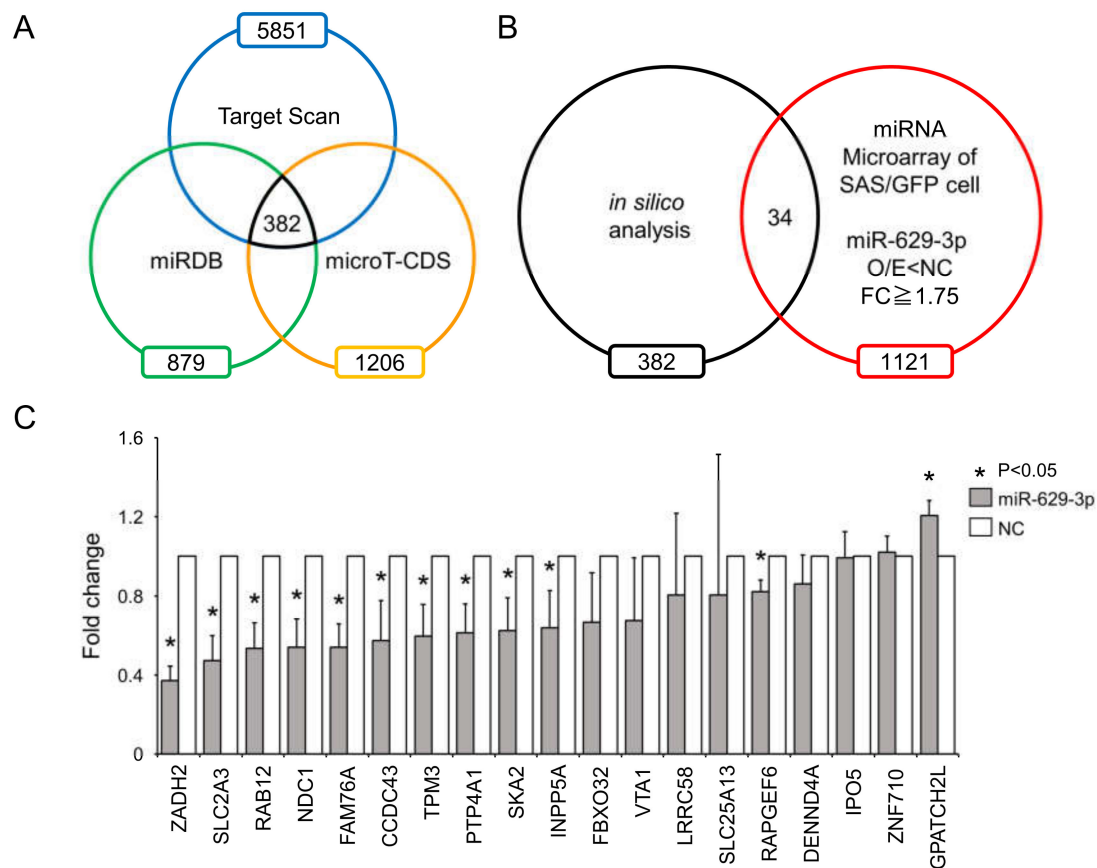 A
5851
Target Scan
382
miRDB
microT-CDS
879
1206
B
in silico
analysis
34
miRNA
Microarray of
SAS/GFP cell
miR-629-3p
O/E<NC
FC≧1.75
382
1121
C
Fold change
1.6
1.2
0.8
0.4
0
* P<0.05
miR-629-3p
NC
* * * * * * * * * * * *
ZADH2
SLC2A3
RAB12
NDC1
FAM76A
CCDC43
TPM3
PTP4A1
SKA2
INPP5A
FBXO32
VTA1
LRRC58
SLC25A13
RAPGEF6
DENND4A
IPO5
ZNF710
GPATCH2L